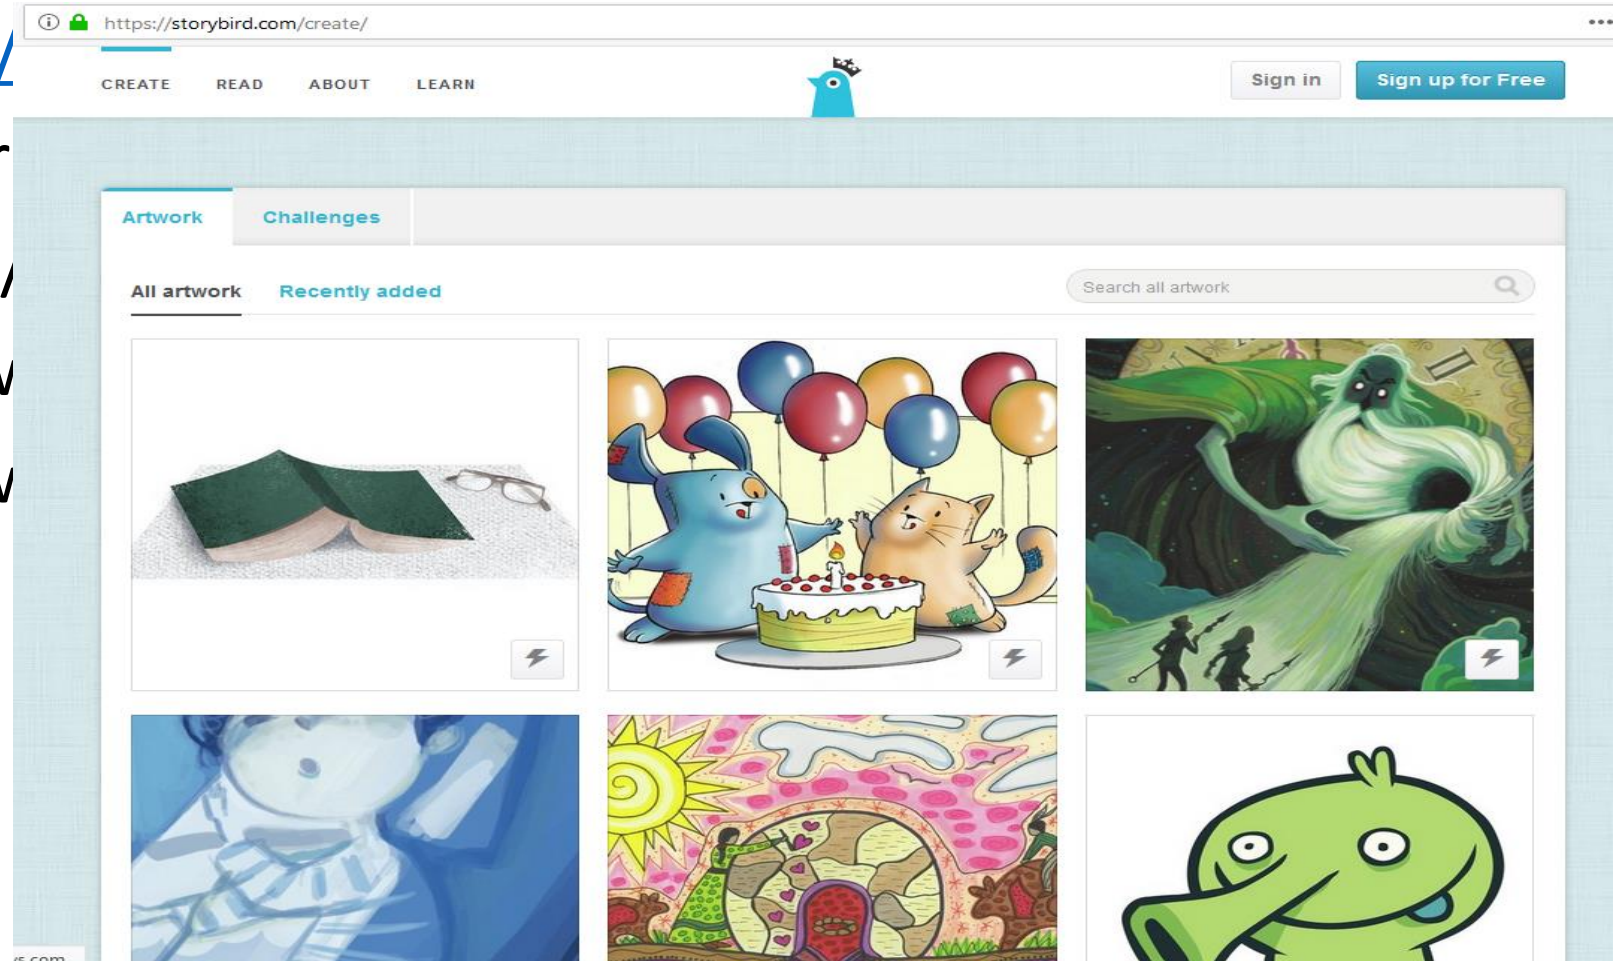 https://storybird.com/create/
CREATE READ ABOUT LEARN
Sign in
Sign up for Free
Artwork
Challenges
All artwork
Recently added
Search all artwork
II